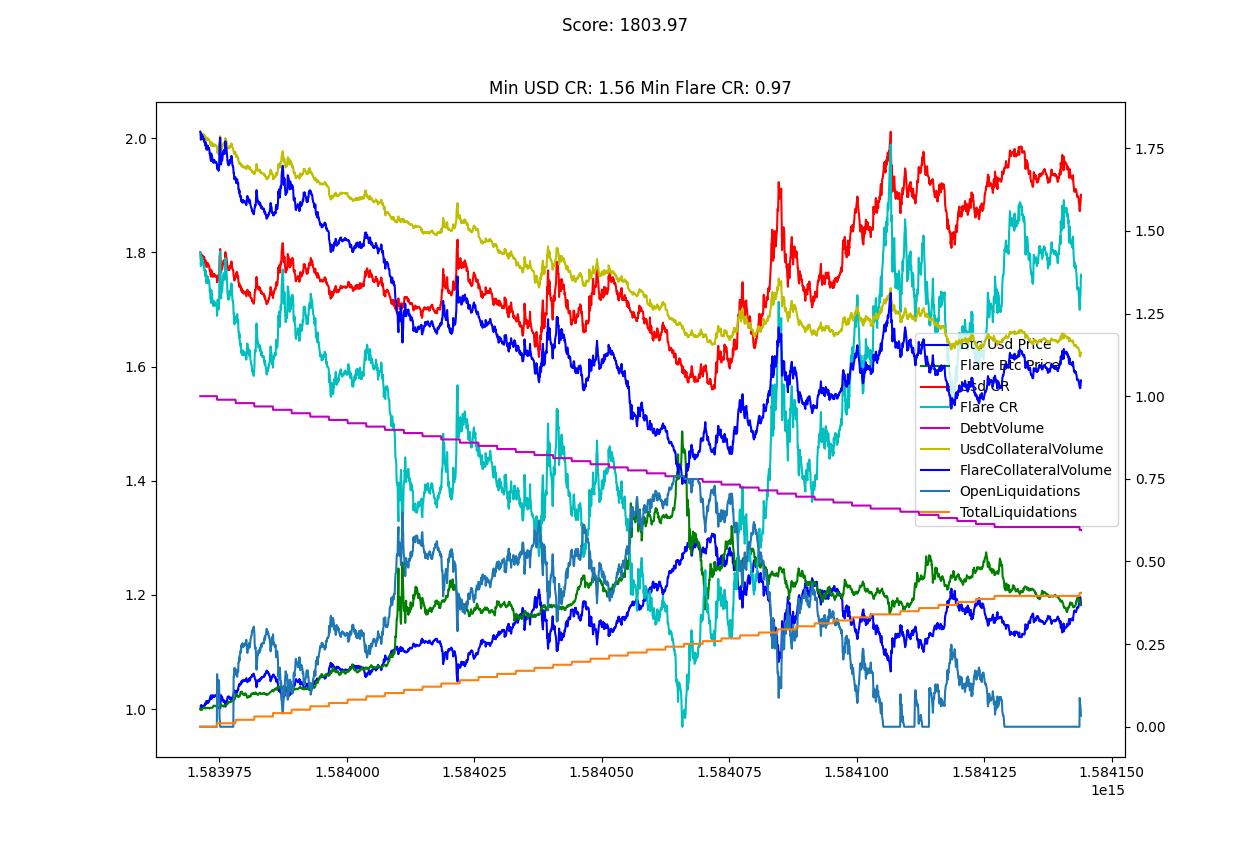 Score: 1803.97
Min USD CR: 1.56 Min Flare CR: 0.97
2.0
1.8
1.6
1.4
1.2
1.0
1.75
1.50
1.25
1.00
0.75
0.50
0.25
0.00
Btc Usd Price
Flare Btc Price
Usd CR
Flare CR
DebtVolume
UsdCollateralVolume
FlareCollateralVolume
OpenLiquidations
TotalLiquidations
1.583975 1.584000 1.584025 1.584050 1.584075 1.584100 1.584125 1.584150
1e15